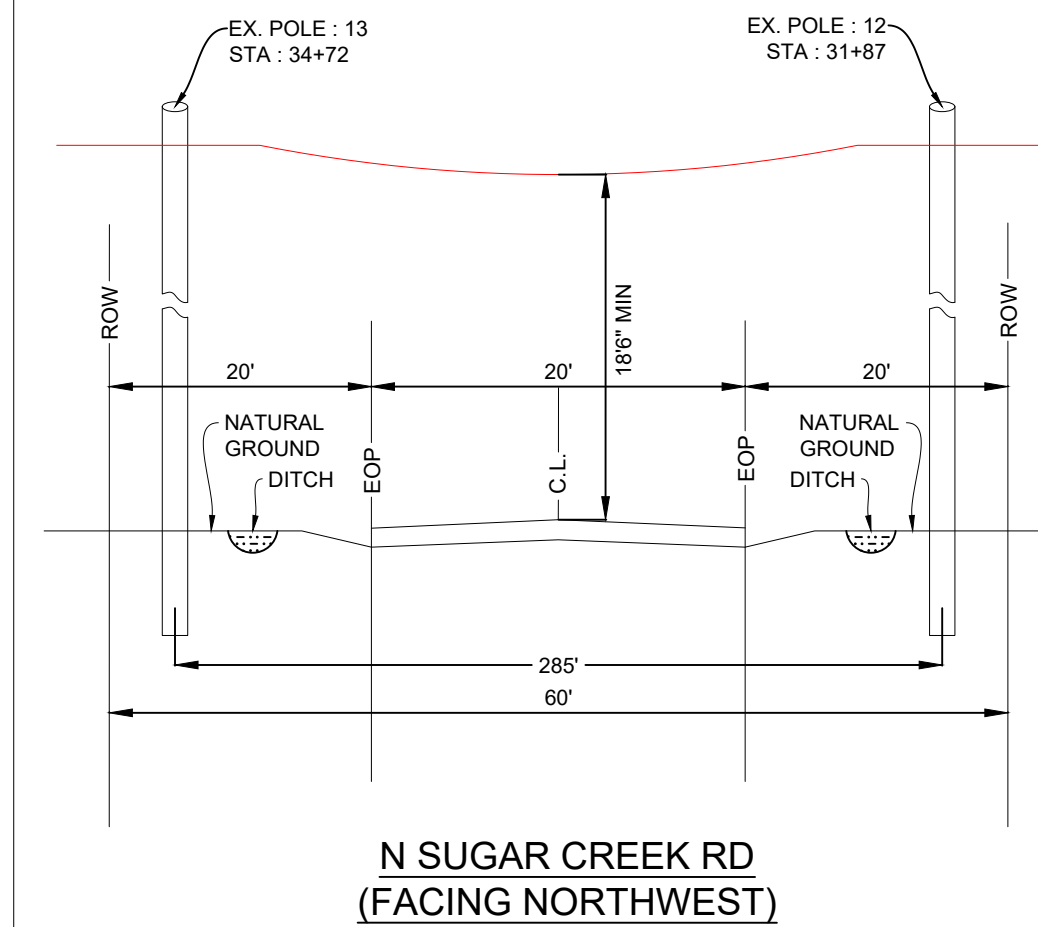 EX. POLE : 13
STA : 34+72
EX. POLE : 12
STA : 31+87
ROW
ROW
18'6" MIN
20'
20'
20'
NATURAL
GROUND
DITCH
EOP
C.L.
EOP
NATURAL
GROUND
DITCH
285'
60'
N SUGAR CREEK RD
(FACING NORTHWEST)